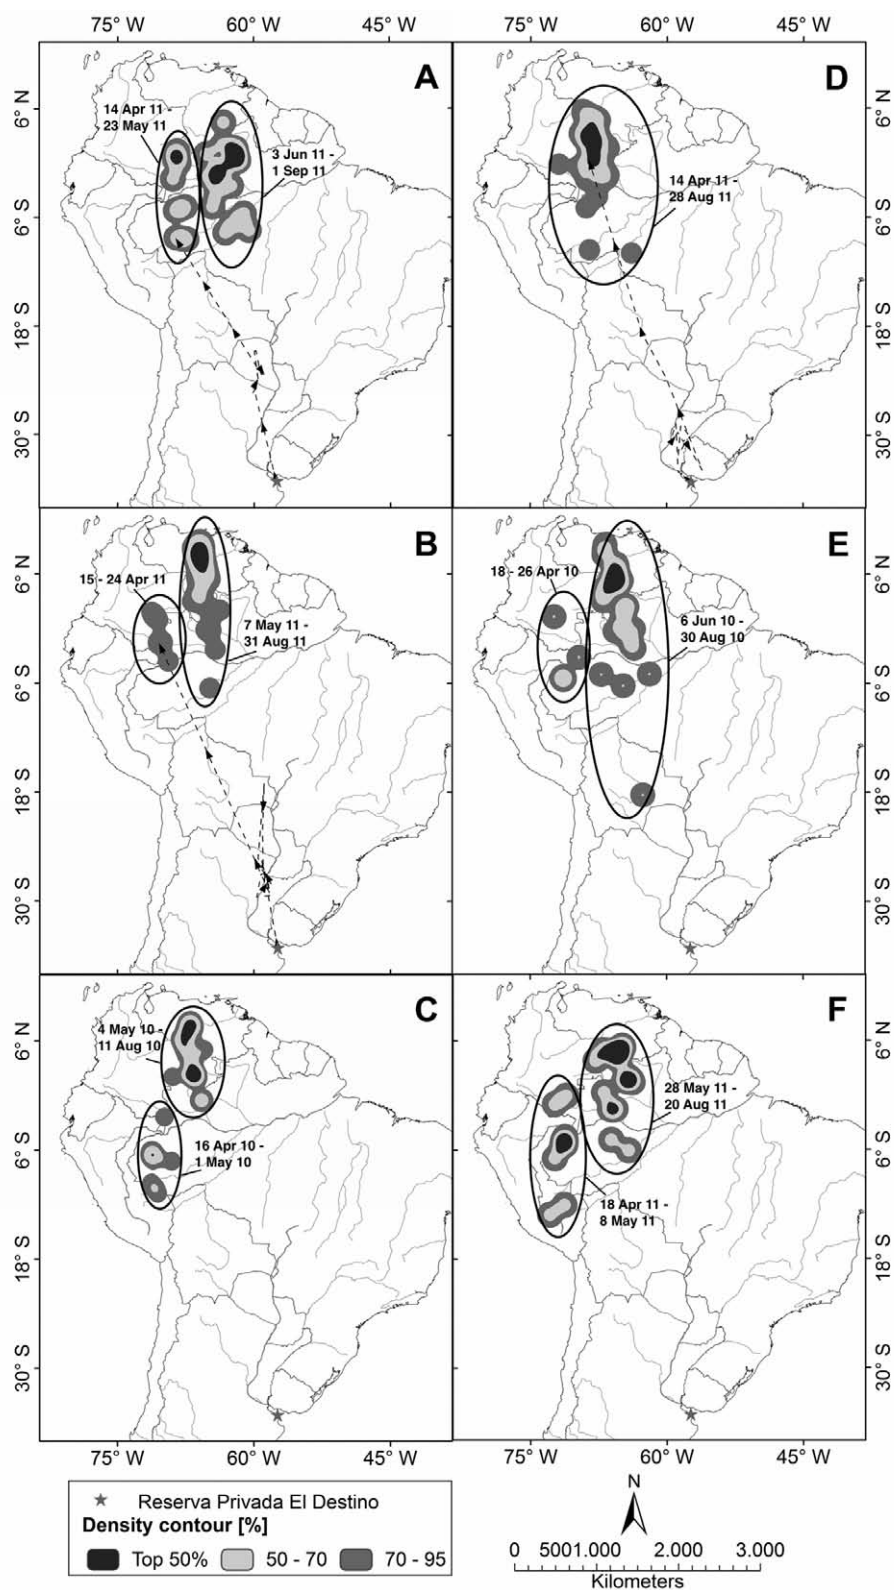 75° W 60° W 45° W 75° W 60° W 45° W
A
14 Apr 11 -
23 May 11
3 Jun 11 -
1 Sep 11
6° N
6° S
18° S
30° S
D
14 Apr 11 -
28 Aug 11
6° N
6° S
18° S
30° S
B
15 - 24 Apr 11
7 May 11 -
31 Aug 11
6° N
6° S
18° S
30° S
E
18 - 26 Apr 10
6 Jun 10 -
30 Aug 10
6° N
6° S
18° S
30° S
C
4 May 10 -
11 Aug 10
16 Apr 10 -
1 May 10
6° N
6° S
18° S
30° S
F
28 May 11 -
20 Aug 11
18 Apr 11 -
8 May 11
6° N
6° S
18° S
30° S
75° W 60° W 45° W 75° W 60° W 45° W
Reserva Privada El Destino
Density contour [%]
Top 50% 50 - 70 70 - 95
N
0 500 1.000 2.000 3.000
Kilometers